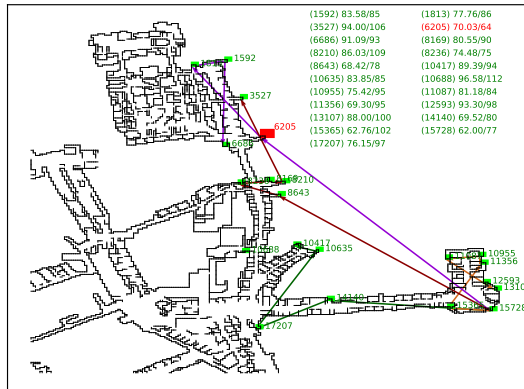 (1592) 83.58/85 (1813) 77.76/86
(3527) 94.00/106 (6205) 70.03/64
(6686) 91.09/93 (8169) 80.55/90
(8210) 86.03/109 (8236) 74.48/75
(8643) 68.42/78 (10417) 89.39/94
(10635) 83.85/85 (10688) 96.58/112
(10955) 75.42/95 (11087) 81.18/84
(11356) 69.30/95 (12593) 93.30/98
(13107) 88.00/100 (14140) 69.52/80
(15365) 62.76/102 (15728) 62.00/77
(17207) 76.15/97
1592
3527
6205
6686
8210
8643
10417
10635
10955
11356
12593
1310
14140
15728
17207